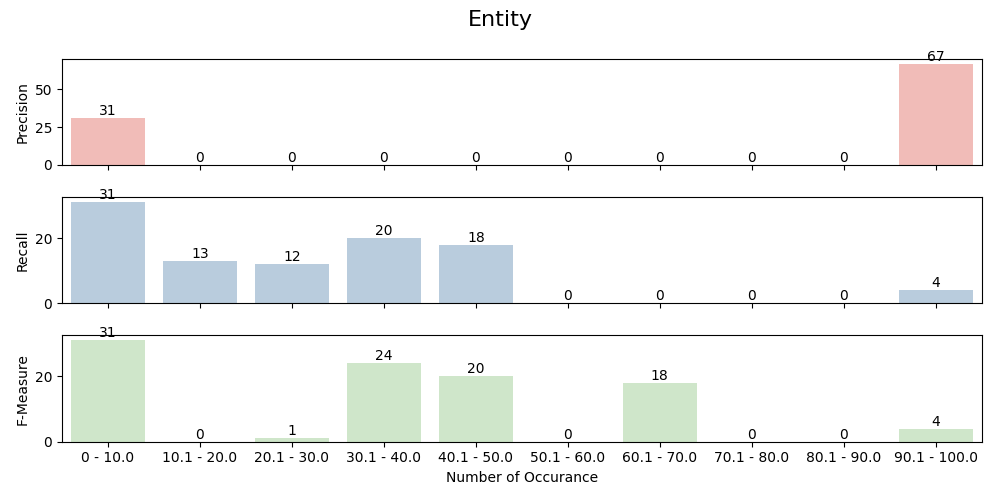 Entity
Precision
50
25
0
31 0 0 0 0 0 0 0 0 67
Recall
20
0
31 13 12 20 18 0 0 0 0 4
F-Measure
20
0
31 0 1 24 20 0 18 0 0 4
0 - 10.0 10.1 - 20.0 20.1 - 30.0 30.1 - 40.0 40.1 - 50.0 50.1 - 60.0 60.1 - 70.0 70.1 - 80.0 80.1 - 90.0 90.1 - 100.0
Number of Occurance